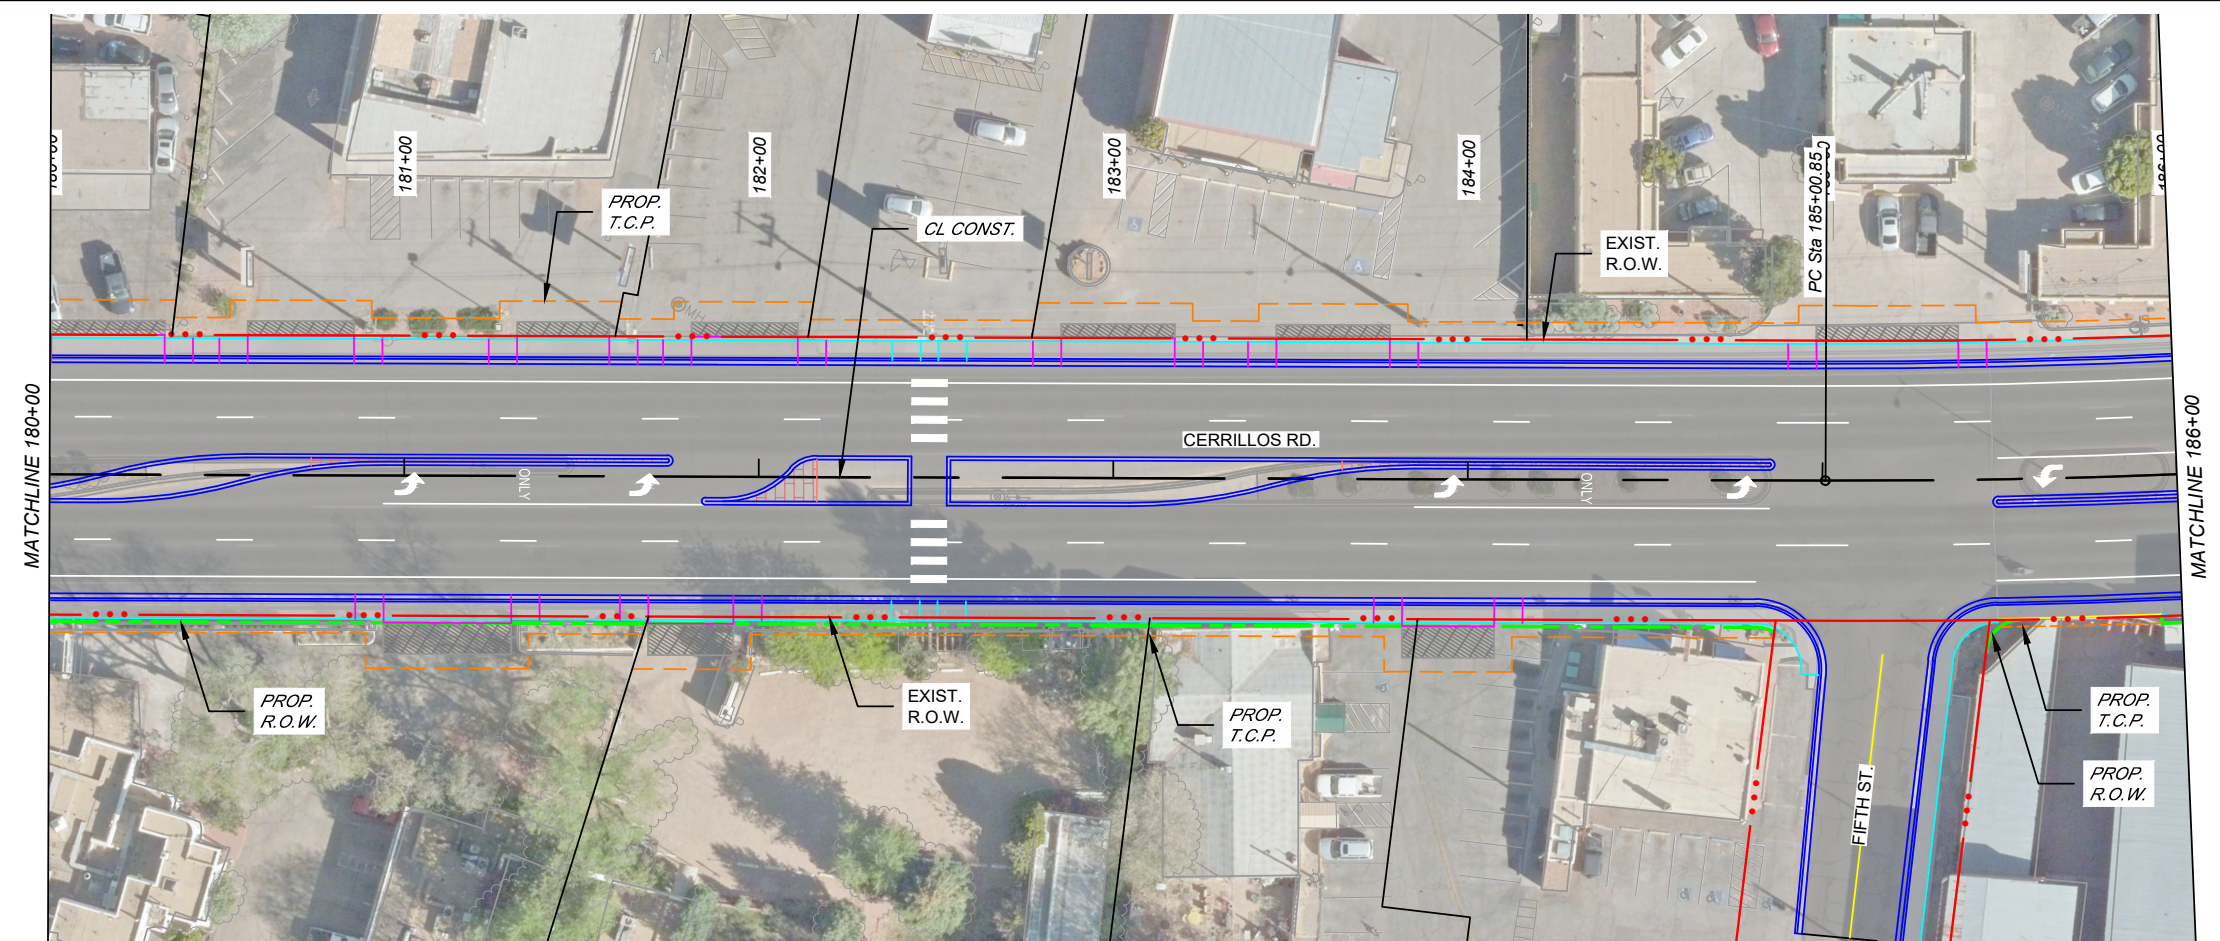 181+00
182+00
183+00
184+00
PC Sta 185+00.85
PROP.
T.C.P.
CL CONST.
EXIST.
R.O.W.
MH
MATCHLINE 180+00
CERRILLOS RD.
ONLY
ONLY
MATCHLINE 186+00
PROP.
R.O.W.
EXIST.
R.O.W.
PROP.
T.C.P.
FIFTH ST.
PROP.
T.C.P.
PROP.
R.O.W.